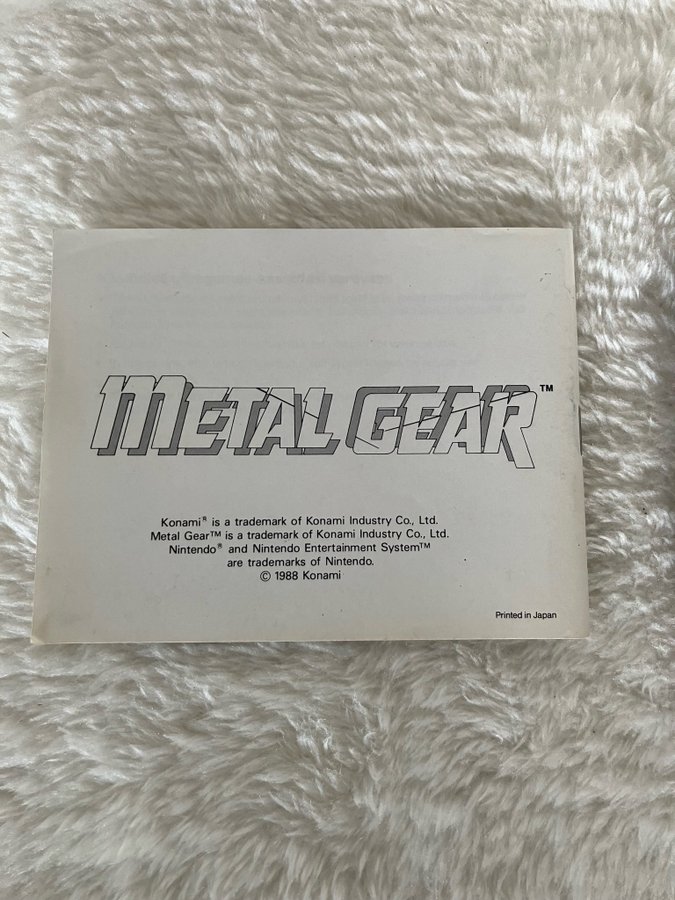 METAL GEAR™
Konami® is a trademark of Konami Industry Co., Ltd.
Metal Gear™ is a trademark of Konami Industry Co., Ltd.
Nintendo® and Nintendo Entertainment System™
are trademarks of Nintendo.
© 1988 Konami
Printed in Japan